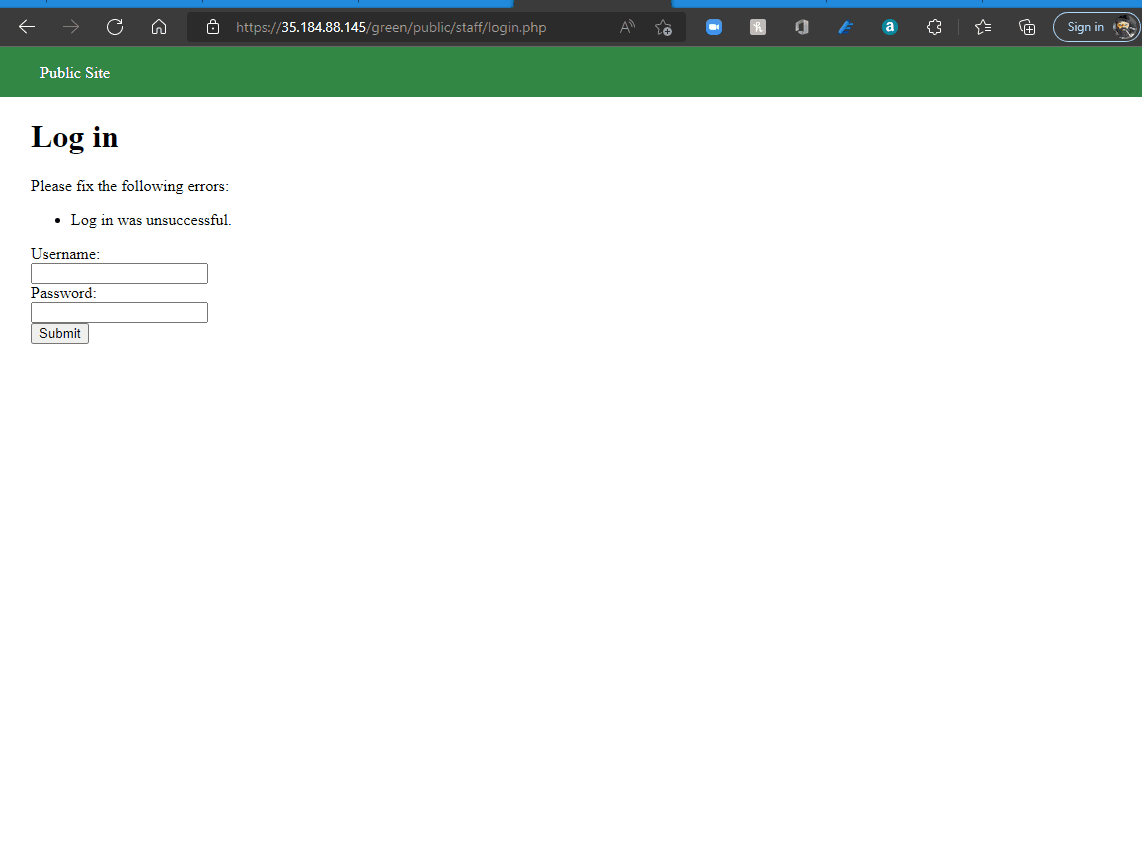 https://35.184.88.145/green/public/staff/login.php
Sign in
Public Site
Log in
Please fix the following errors:
• Log in was unsuccessful.
Username:
Password:
Submit